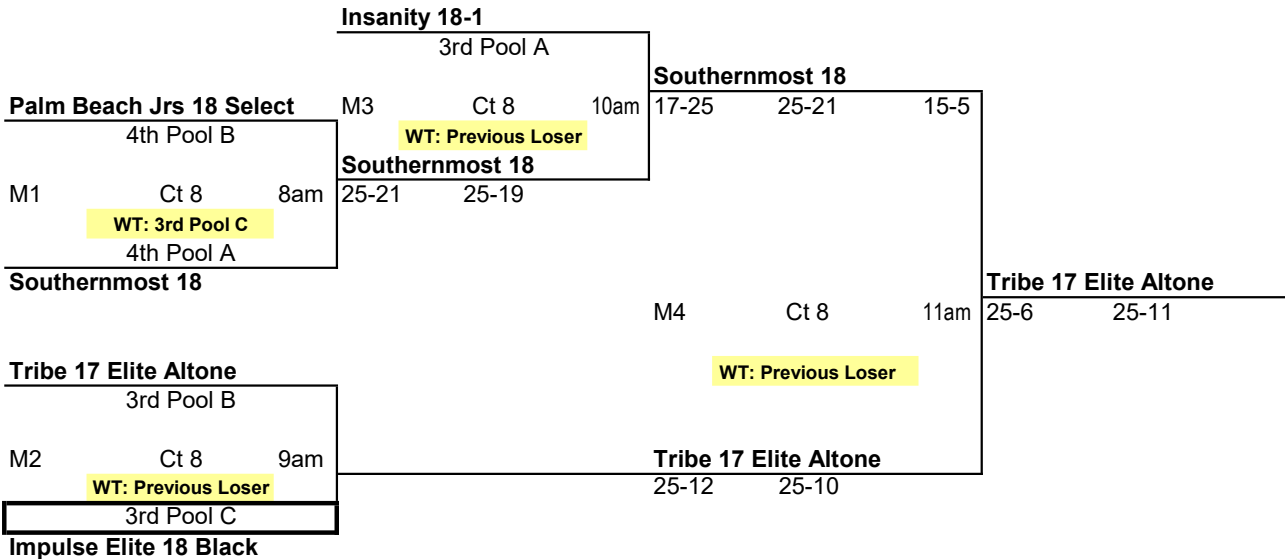 Insanity 18-1
3rd Pool A
Southernmost 18
Palm Beach Jrs 18 Select M3 Ct 8 10am 17-25 25-21 15-5
4th Pool B WT: Previous Loser
Southernmost 18
M1 Ct 8 8am 25-21 25-19
WT: 3rd Pool C
4th Pool A
Southernmost 18 Tribe 17 Elite Altone
M4 Ct 8 11am 25-6 25-11
Tribe 17 Elite Altone WT: Previous Loser
3rd Pool B
M2 Ct 8 9am Tribe 17 Elite Altone
WT: Previous Loser 25-12 25-10
3rd Pool C
Impulse Elite 18 Black